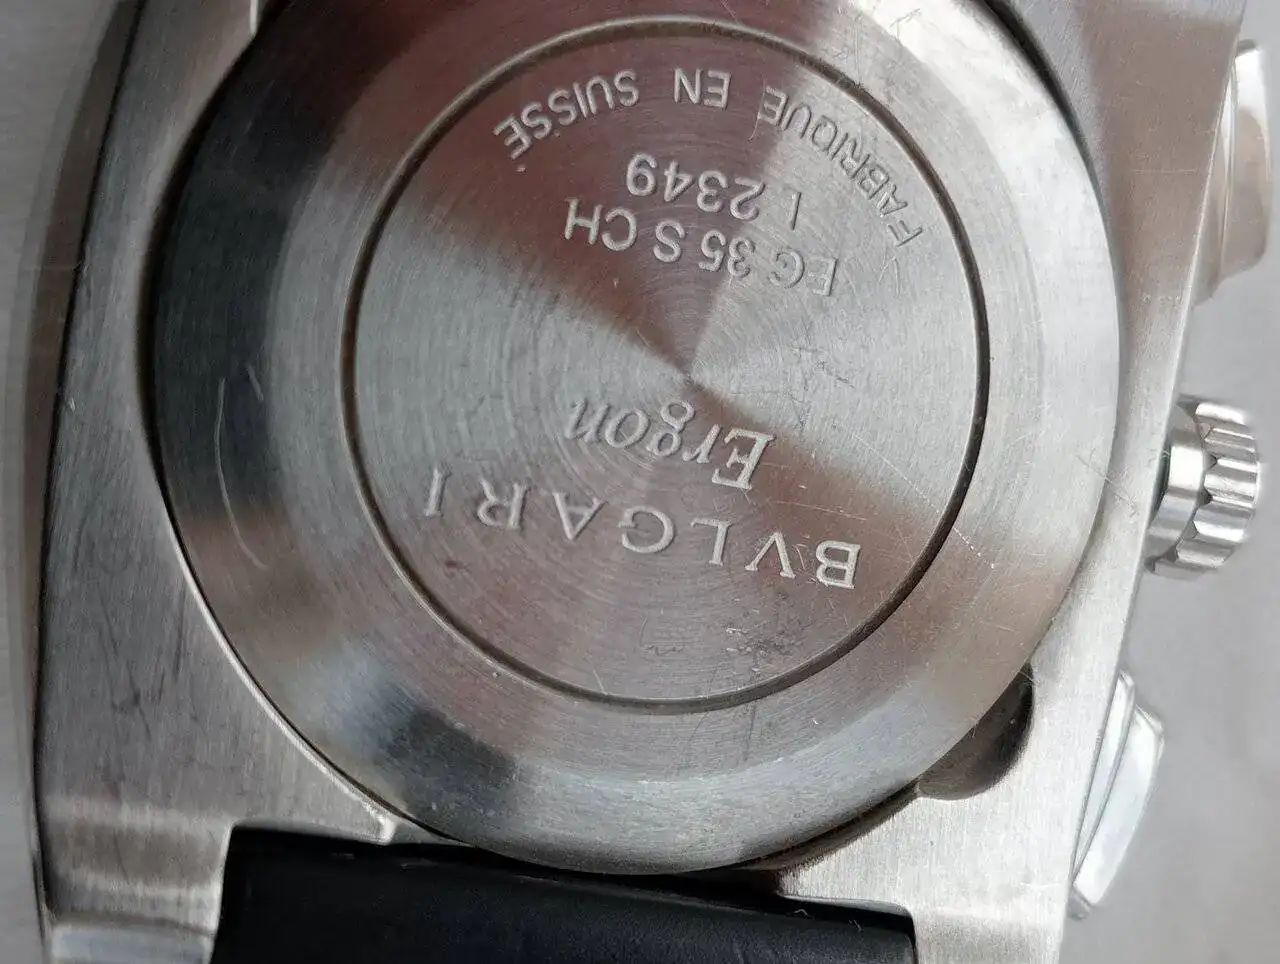 BVLGARI
Ergon
EG 35 S CH
L 2349
FABRIQUE EN SUISSE